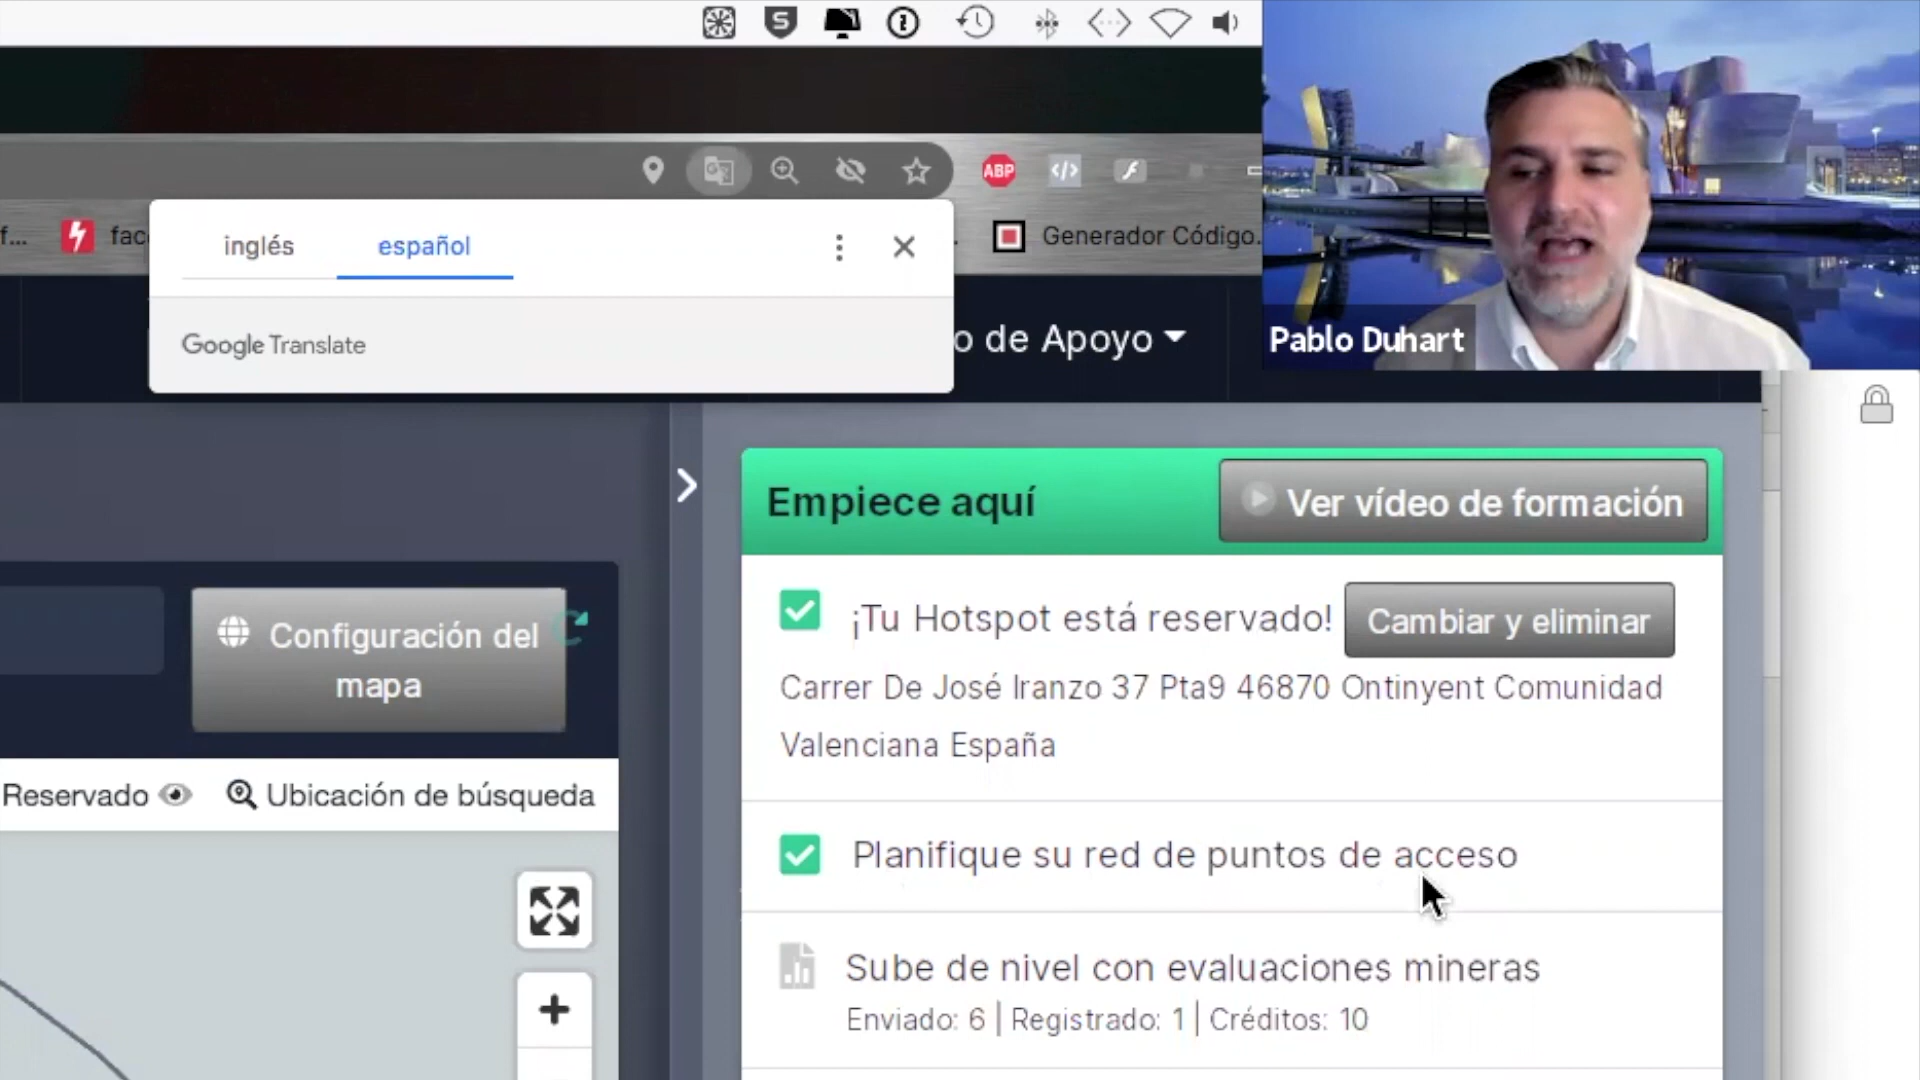 S
ABP
</>
f...
fac
Generador Código.
inglés
español
Google Translate
o de Apoyo
Pablo Duhart
Empiece aquí
Ver vídeo de formación
¡Tu Hotspot está reservado!
Cambiar y eliminar
Carrer De José Iranzo 37 Pta9 46870 Ontinyent Comunidad
Valenciana España
Configuración del
mapa
Reservado
Ubicación de búsqueda
Planifique su red de puntos de acceso
Sube de nivel con evaluaciones mineras
Enviado: 6 | Registrado: 1 | Créditos: 10
+